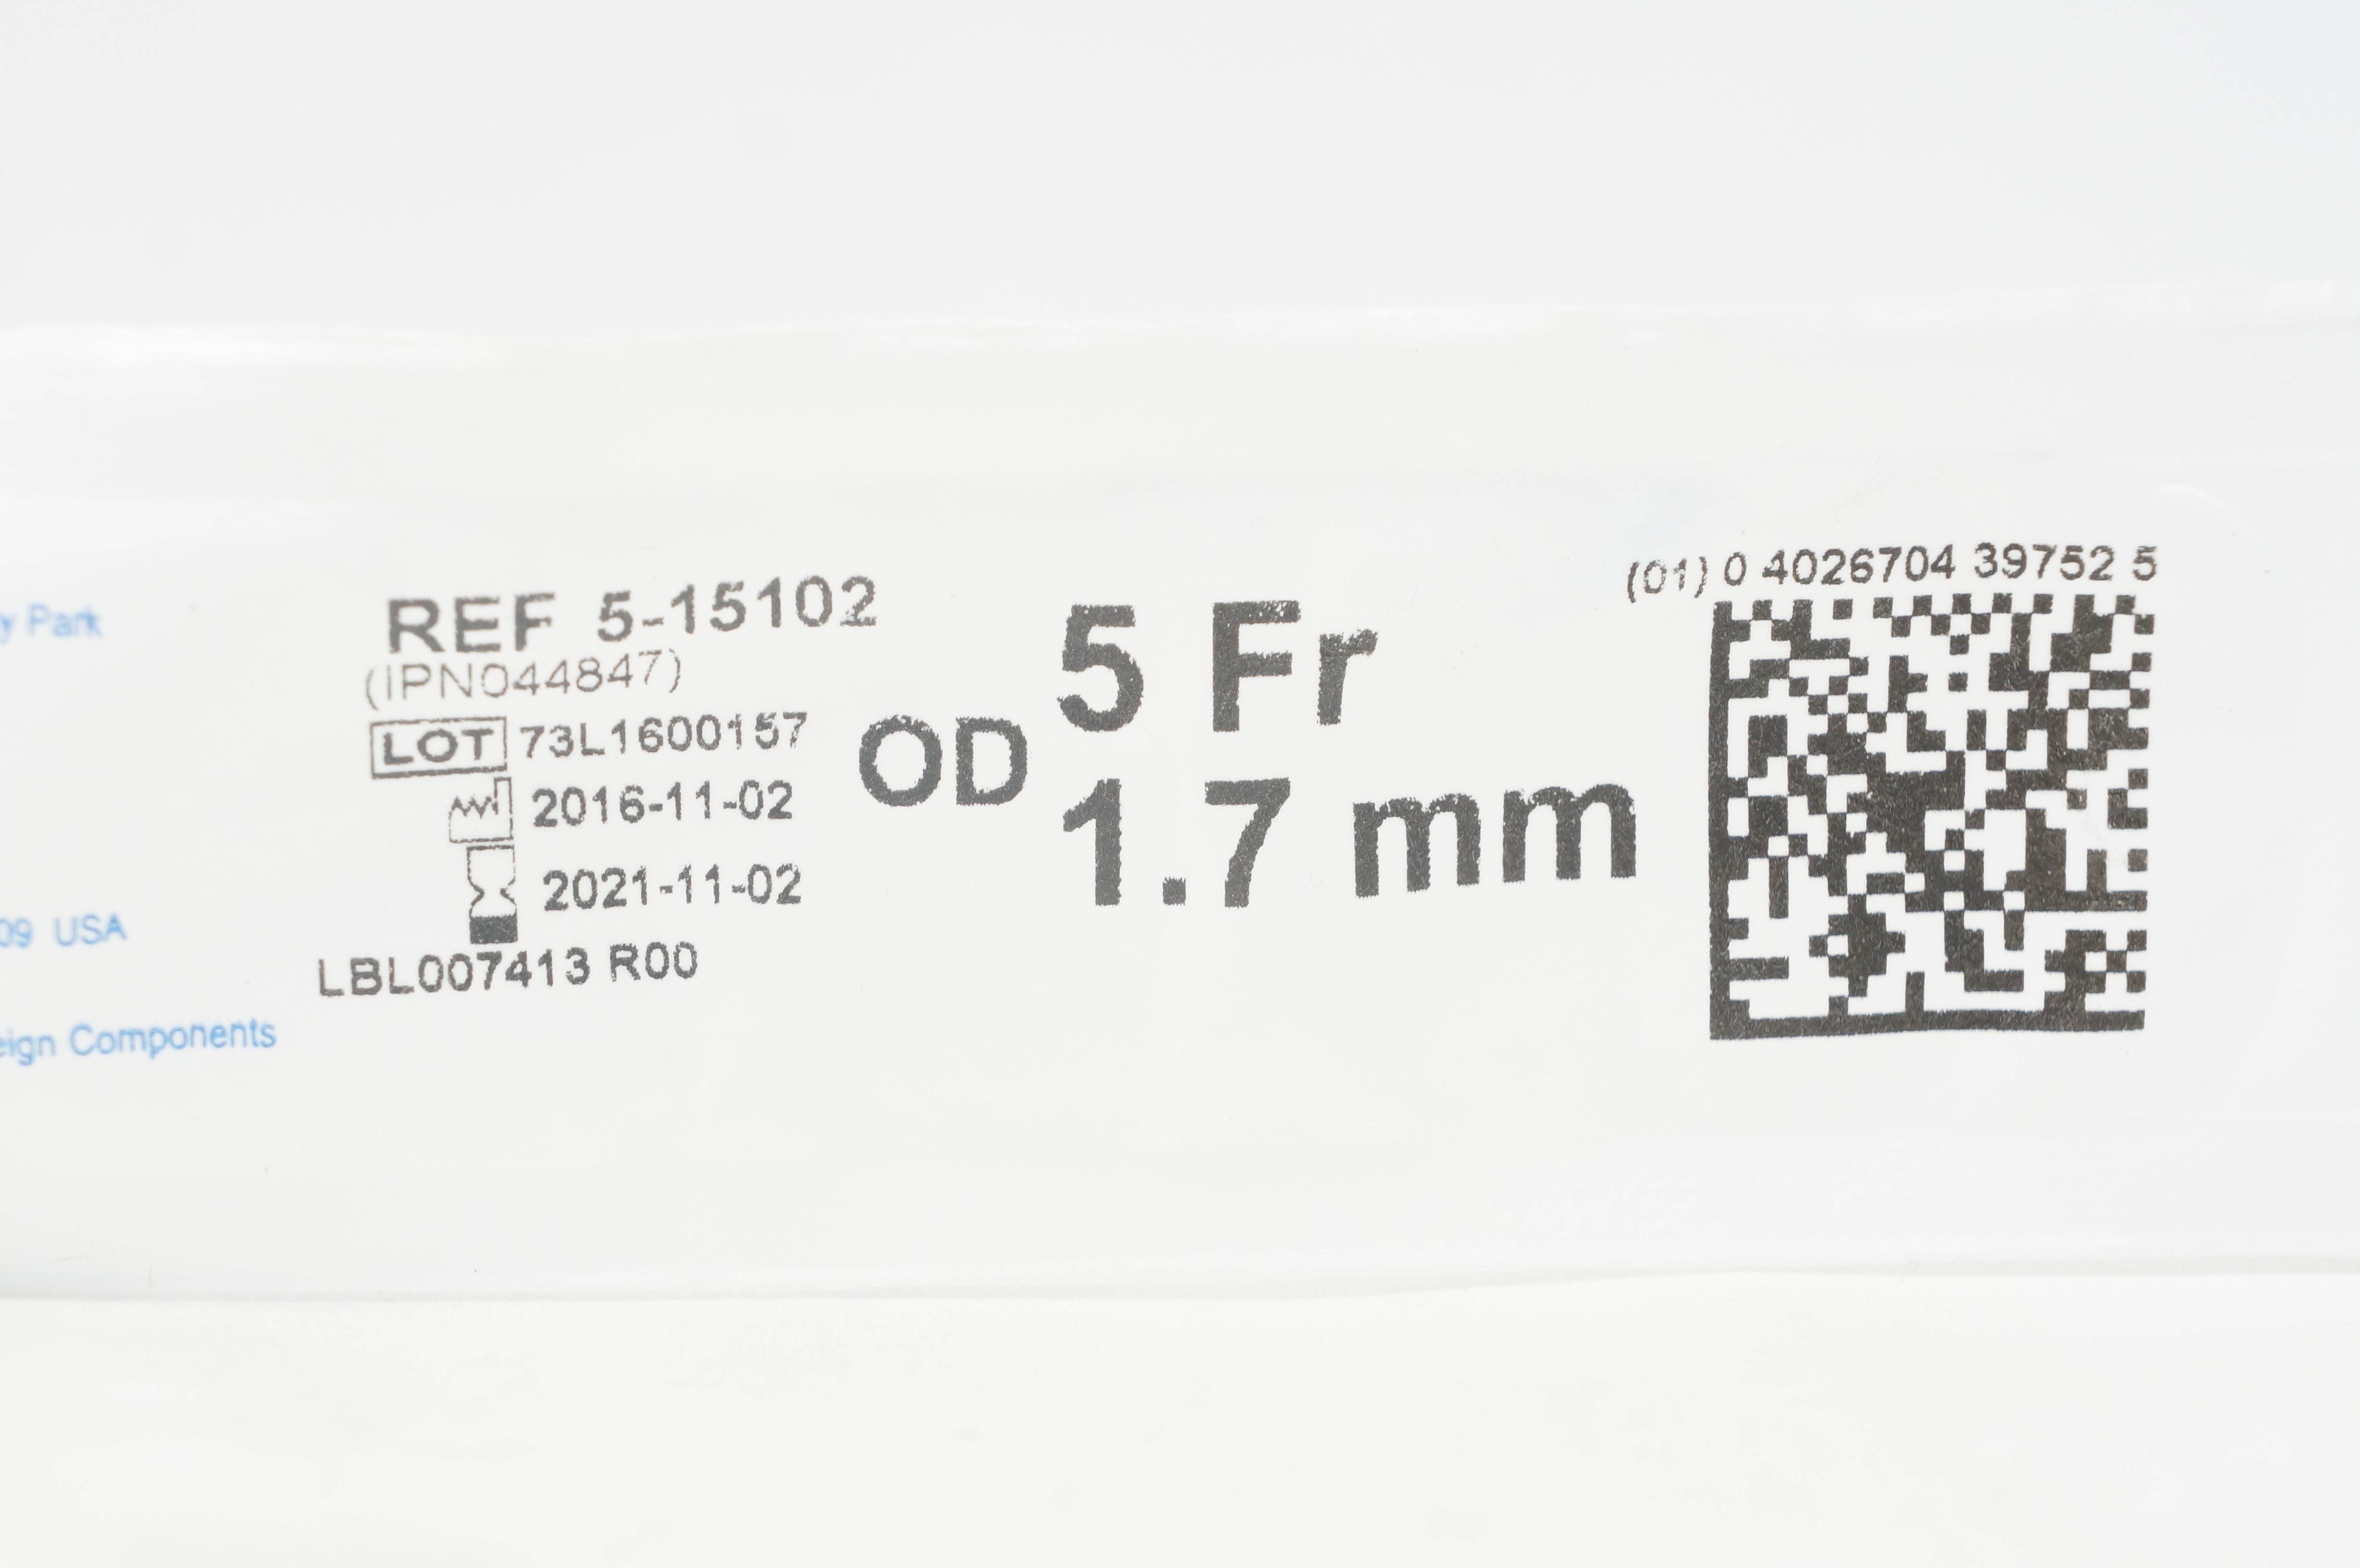 y Park
09 USA
eign Components
REF 5-15102
(IPN044847)
LOT 73L1600157
2016-11-02
2021-11-02
LBL007413 R00
OD
5 Fr
1.7 mm
(01) 0 4026704 39752 5